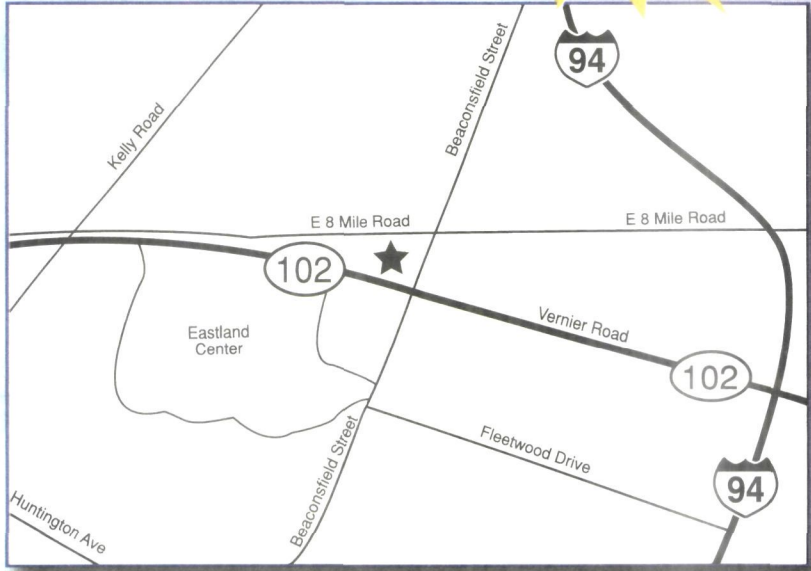 94
Beaconsfield Street
Kelly Road
E 8 Mile Road
E 8 Mile Road
102
Vernier Road
Eastland
Center
102
Fleetwood Drive
Beaconsfield Street
94
Huntington Ave